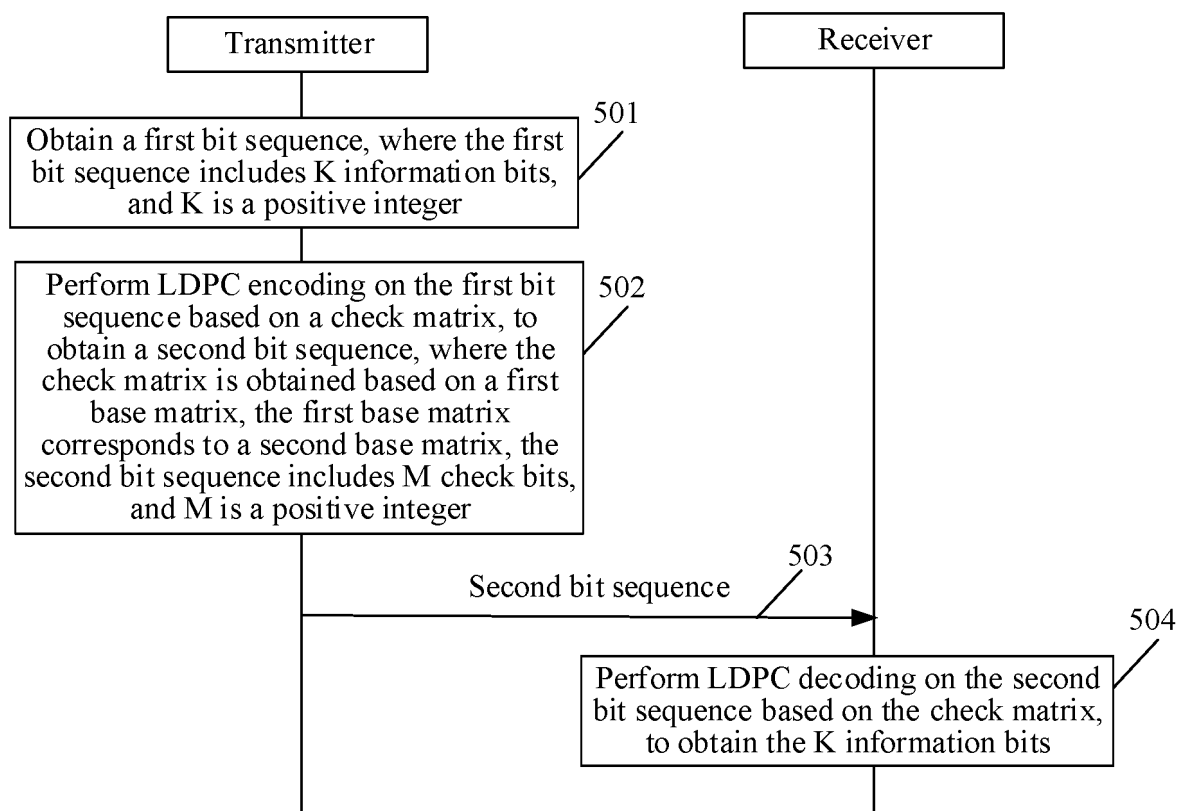 Transmitter
Receiver
501
Obtain a first bit sequence, where the first
bit sequence includes K information bits,
and K is a positive integer
502
Perform LDPC encoding on the first bit
sequence based on a check matrix, to
obtain a second bit sequence, where the
check matrix is obtained based on a first
base matrix, the first base matrix
corresponds to a second base matrix, the
second bit sequence includes M check bits,
and M is a positive integer
503
Second bit sequence
504
Perform LDPC decoding on the second
bit sequence based on the check matrix,
to obtain the K information bits